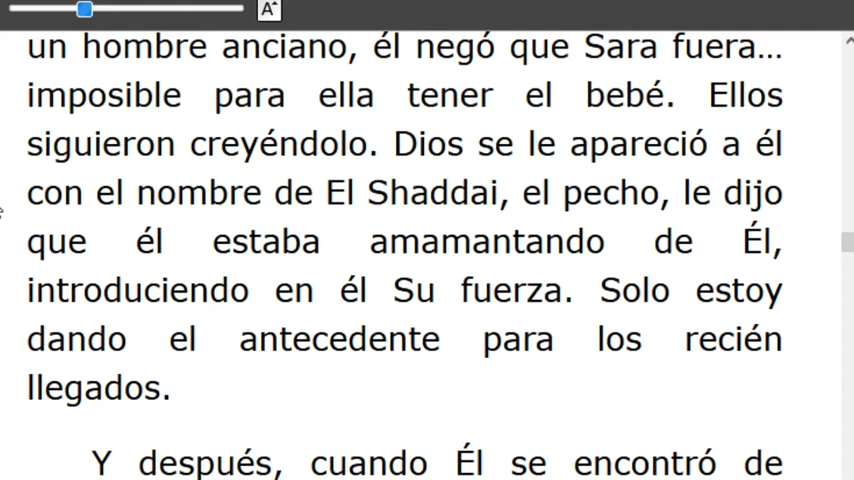 A
un hombre anciano, él negó que Sara fuera...
imposible para ella tener el bebé. Ellos
siguieron creyéndolo. Dios se le apareció a él
con el nombre de El Shaddai, el pecho, le dijo
que él estaba amamantando de Él,
introduciendo en él Su fuerza. Solo estoy
dando el antecedente para los recién
llegados.
Y después, cuando Él se encontró de